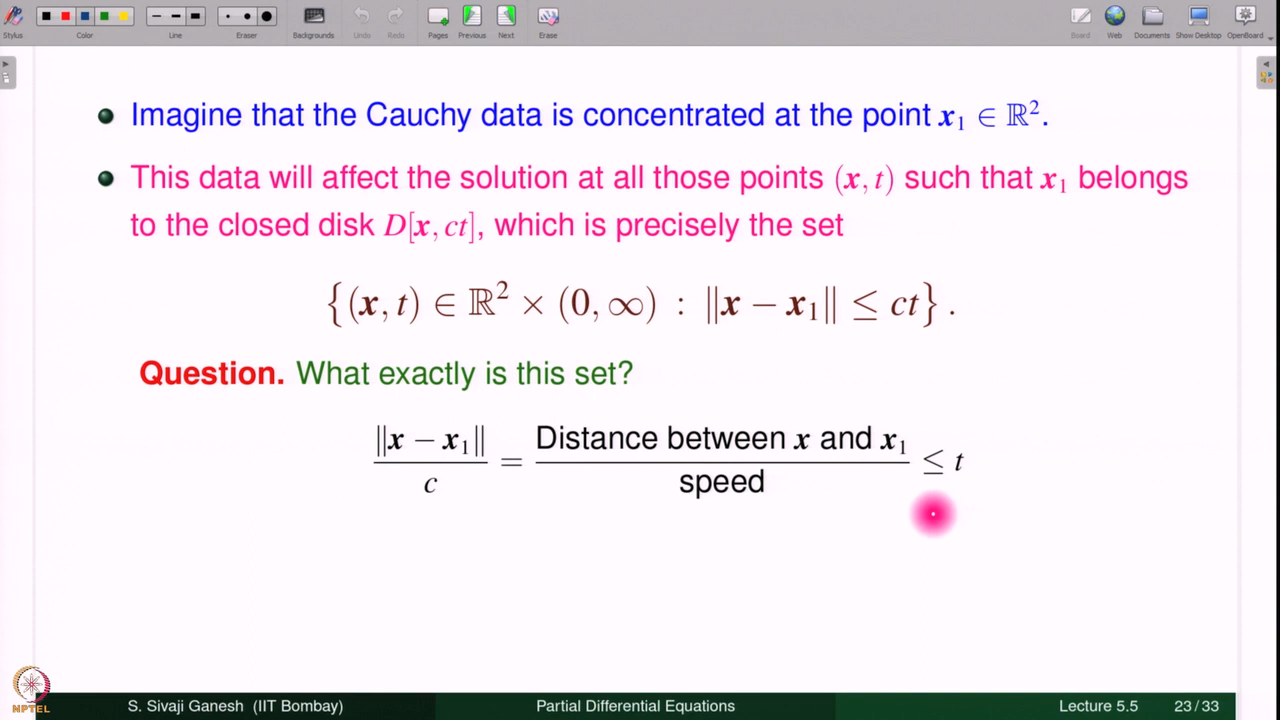 Stylus Color Line Eraser Backgrounds Undo Redo Pages Previous Next Erase Board Web Documents Show Desktop OpenBoard
Imagine that the Cauchy data is concentrated at the point x₁ ∈ ℝ².
This data will affect the solution at all those points (x, t) such that x₁ belongs
to the closed disk D[x, ct], which is precisely the set
{(x, t) ∈ ℝ² × (0, ∞) : ‖x − x₁‖ ≤ ct} .
Question. What exactly is this set?
‖x − x₁‖ / c = Distance between x and x₁ / speed ≤ t
NPTEL
S. Sivaji Ganesh (IIT Bombay) Partial Differential Equations Lecture 5.5 23/33